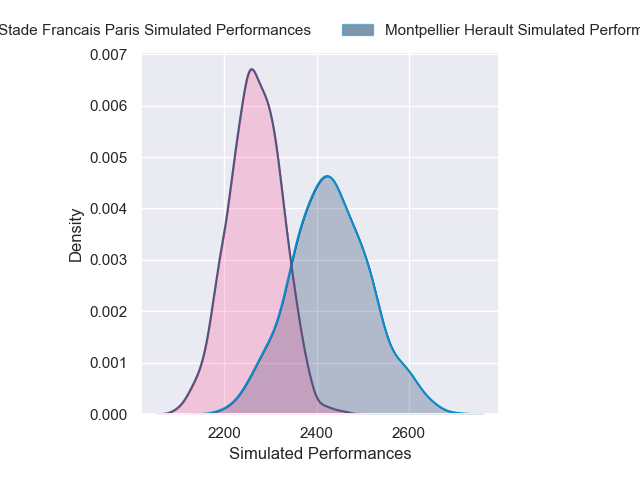 Stade Francais Paris Simulated Performances
Montpellier Herault Simulated
0.007
0.006
0.005
0.004
0.003
0.002
0.001
0.000
Density
2200
2400
2600
Simulated Performances